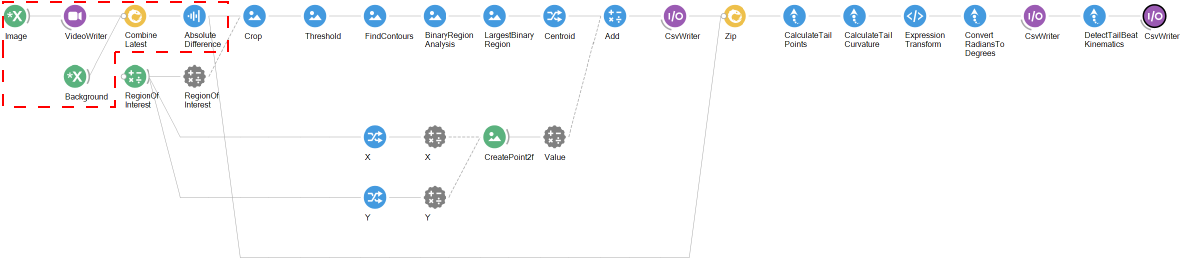 Image
VideoWriter
Combine
Latest
Absolute
Difference
Crop
Threshold
FindContours
BinaryRegion
Analysis
LargestBinary
Region
Centroid
Add
CsvWriter
Zip
CalculateTail
Points
CalculateTail
Curvature
Expression
Transform
Convert
RadiansTo
Degrees
CsvWriter
DetectTailBeat
Kinematics
CsvWriter
Background
RegionOf
Interest
RegionOf
Interest
X
X
CreatePoint2f
Value
Y
Y